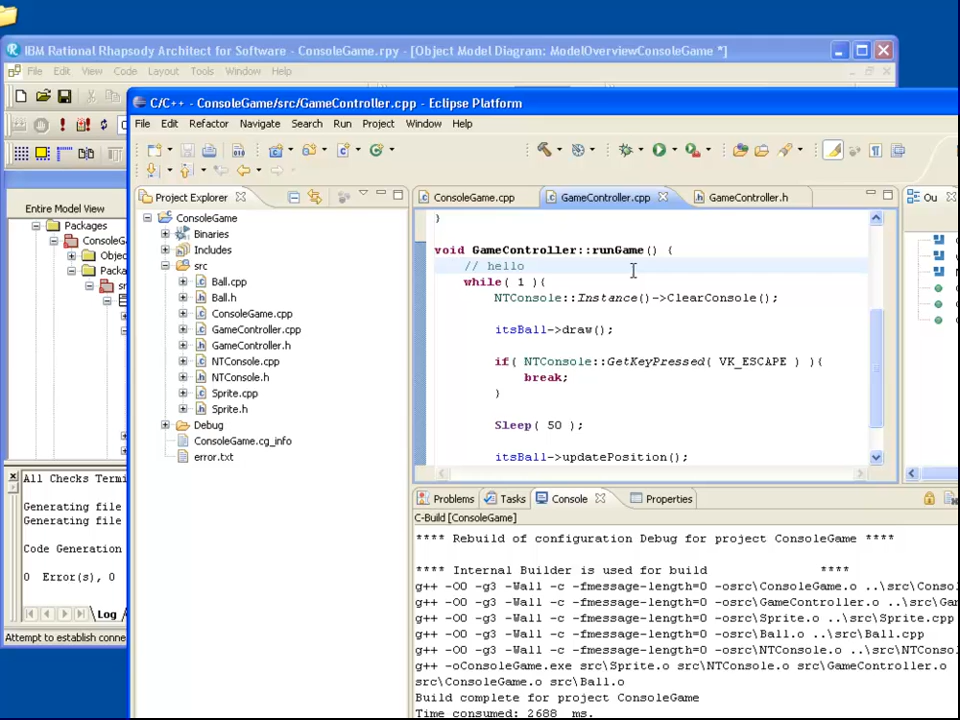 IBM Rational Rhapsody Architect for Software - ConsoleGame.rpy - [Object Model Diagram: ModelOverviewConsoleGame *]
File Edit View Code Layout Tools Window Help
C/C++ - ConsoleGame/src/GameController.cpp - Eclipse Platform
File Edit Refactor Navigate Search Run Project Window Help
Project Explorer
ConsoleGame.cpp
GameController.cpp
GameController.h
Ou
Entire Model View
Packages
ConsoleG
Objec
Packa
sr
ConsoleGame
Binaries
Includes
src
Ball.cpp
Ball.h
ConsoleGame.cpp
GameController.cpp
GameController.h
NTConsole.cpp
NTConsole.h
Sprite.cpp
Sprite.h
Debug
ConsoleGame.cg_info
error.txt
}
void GameController::runGame() {
// hello
while( 1 ){
NTConsole::Instance()->ClearConsole();
itsBall->draw();
if( NTConsole::GetKeyPressed( VK_ESCAPE ) ){
break;
}
Sleep( 50 );
itsBall->updatePosition();
All Checks Termi
Generating file
Generating file
Code Generation
0 Error(s), 0
Log
Attempt to establish conne
Problems Tasks Console Properties
C-Build [ConsoleGame]
**** Rebuild of configuration Debug for project ConsoleGame ****
**** Internal Builder is used for build ****
g++ -O0 -g3 -Wall -c -fmessage-length=0 -osrc\ConsoleGame.o ..\src\Consol
g++ -O0 -g3 -Wall -c -fmessage-length=0 -osrc\GameController.o ..\src\Gam
g++ -O0 -g3 -Wall -c -fmessage-length=0 -osrc\Sprite.o ..\src\Sprite.cpp
g++ -O0 -g3 -Wall -c -fmessage-length=0 -osrc\Ball.o ..\src\Ball.cpp
g++ -O0 -g3 -Wall -c -fmessage-length=0 -osrc\NTConsole.o ..\src\NTConso
g++ -oConsoleGame.exe src\Sprite.o src\NTConsole.o src\GameController.o
src\ConsoleGame.o src\Ball.o
Build complete for project ConsoleGame
Time consumed: 2688 ms.